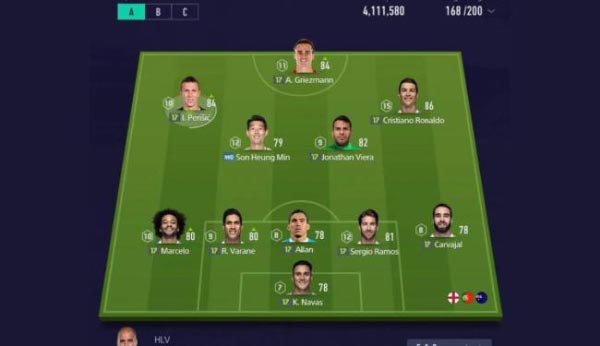 A B C 4,111,580 168 /200
11 84
17 A. Griezmann
10 84
17 I. Perišić
15 86
17 Cristiano Ronaldo
12 79
Son Heung Min
9 82
17 Jonathan Viera
10 80
17 Marcelo
9 80
17 R. Varane
8 78
17 Allan
12 81
17 Sergio Ramos
8 78
17 Carvajal
7 78
17 K. Navas
HLV